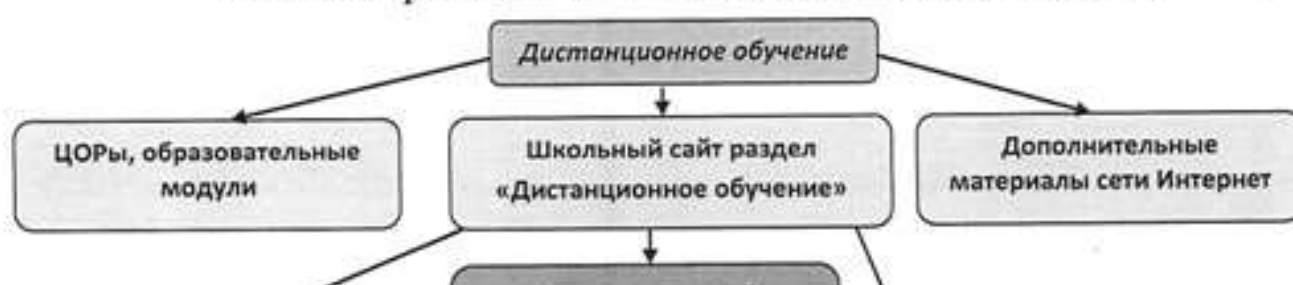 Дистанционное обучение
ЦОРы, образовательные
модули
Школьный сайт раздел
«Дистанционное обучение»
Дополнительные
материалы сети Интернет